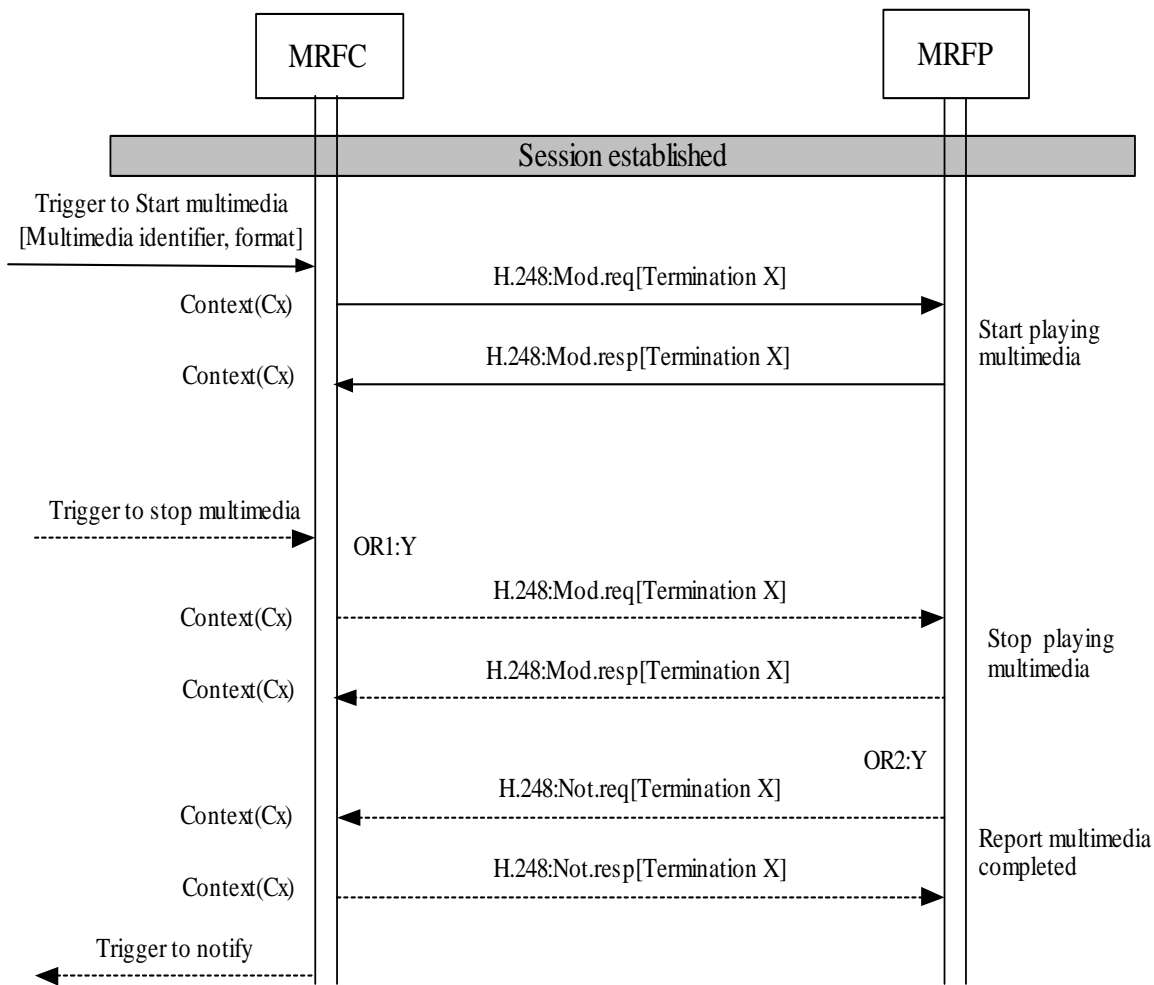 MRFC
MRFP
Session established
Trigger to Start multimedia
[Multimedia identifier, format]
H.248:Mod.req[Termination X]
Context(Cx)
Start playing
multimedia
H.248:Mod.resp[Termination X]
Context(Cx)
Trigger to stop multimedia
OR1:Y
H.248:Mod.req[Termination X]
Context(Cx)
Stop playing
multimedia
H.248:Mod.resp[Termination X]
Context(Cx)
OR2:Y
H.248:Not.req[Termination X]
Context(Cx)
Report multimedia
completed
H.248:Not.resp[Termination X]
Context(Cx)
Trigger to notify